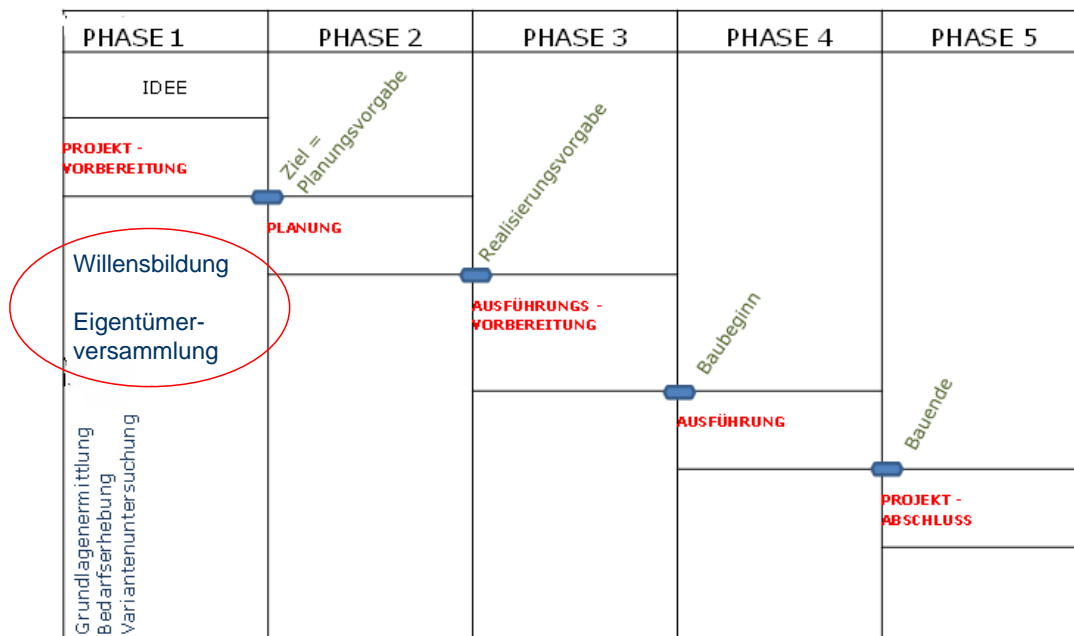 PHASE 1
PHASE 2
PHASE 3
PHASE 4
PHASE 5
IDEE
PROJEKT -
VORBEREITUNG
Ziel =
Planungsvorgabe
PLANUNG
Realisierungsvorgabe
Willensbildung
Eigentümer-
versammlung
AUSFÜHRUNGS -
VORBEREITUNG
Baubeginn
AUSFÜHRUNG
Bauende
PROJEKT -
ABSCHLUSS
Grundlagenermittlung
Bedarfserhebung
Variantenuntersuchung